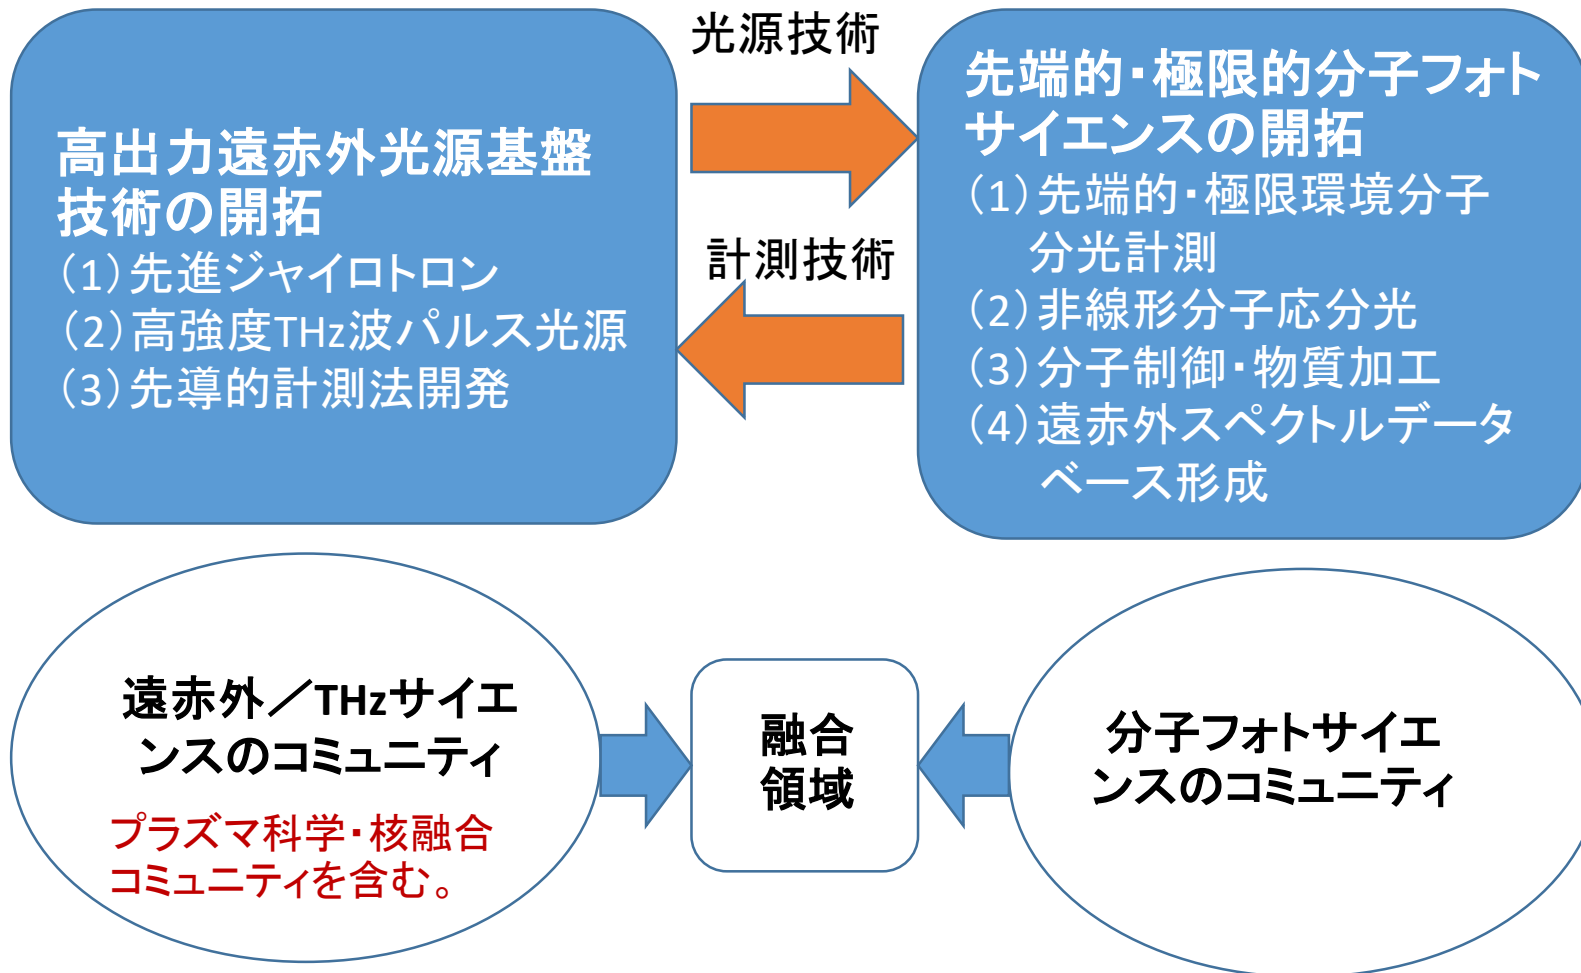 高出力遠赤外光源基盤
技術の開拓
（1）先進ジャイロトロン
（2）高強度THz波パルス光源
（3）先導的計測法開発
光源技術
計測技術
先端的・極限的分子フォト
サイエンスの開拓
（1）先端的・極限環境分子
分光計測
（2）非線形分子応分光
（3）分子制御・物質加工
（4）遠赤外スペクトルデータ
ベース形成
遠赤外／THzサイエ
ンスのコミュニティ
プラズマ科学・核融合
コミュニティを含む。
融合
領域
分子フォトサイエ
ンスのコミュニティ